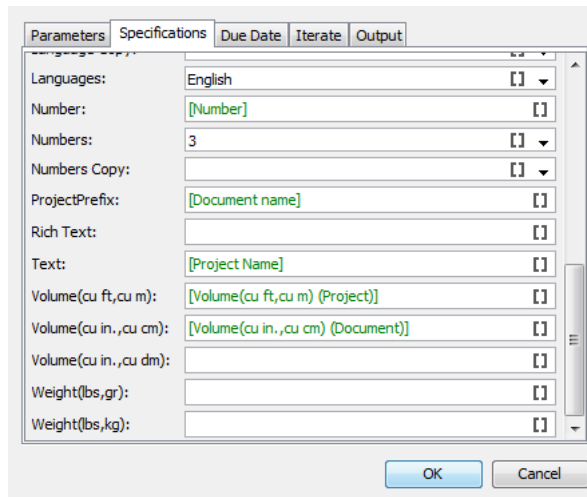 Parameters Specifications Due Date Iterate Output
Languages: English
Number: [Number]
Numbers: 3
Numbers Copy:
ProjectPrefix: [Document name]
Rich Text:
Text: [Project Name]
Volume(cu ft,cu m): [Volume(cu ft,cu m) (Project)]
Volume(cu in.,cu cm): [Volume(cu in.,cu cm) (Document)]
Volume(cu in.,cu dm):
Weight(lbs,gr):
Weight(lbs,kg):
OK Cancel